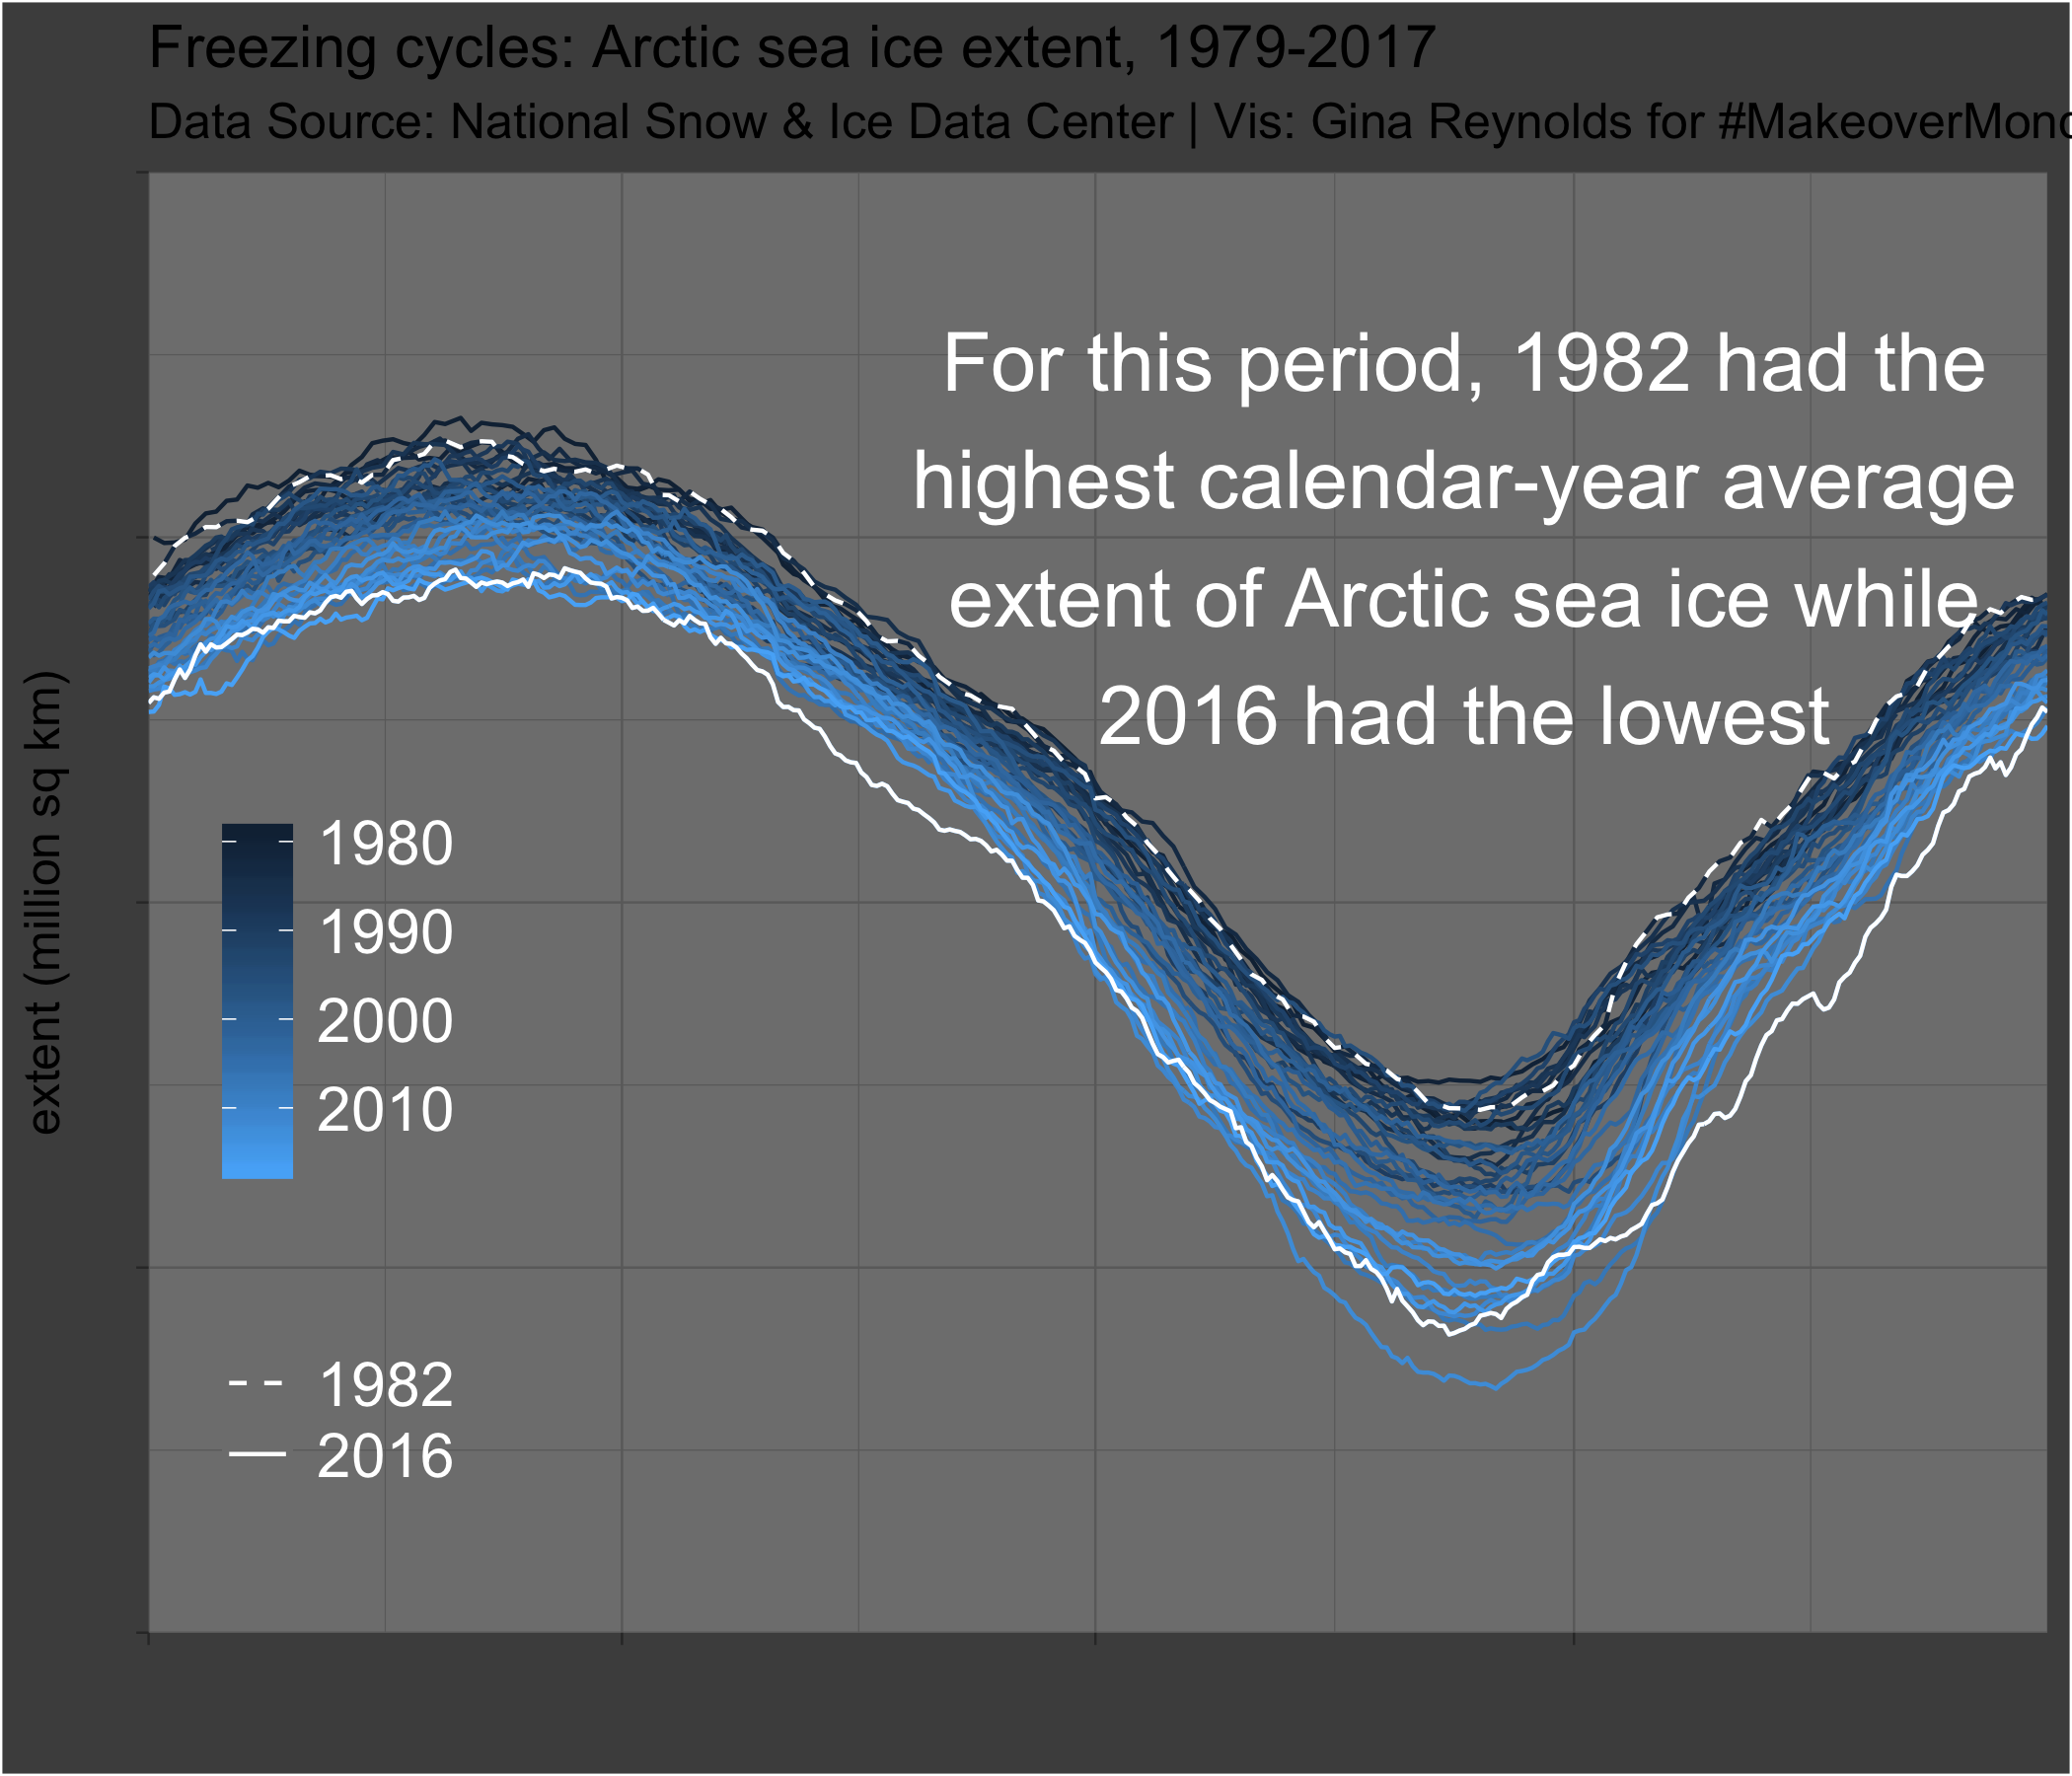 Freezing cycles: Arctic sea ice extent, 1979-2017
Data Source: National Snow & Ice Data Center | Vis: Gina Reynolds for
For this period, 1982 had the
highest calendar-year average
extent of Arctic sea ice while
2016 had the lowest
extent (million sq km)
1980
1990
2000
2010
1982
2016